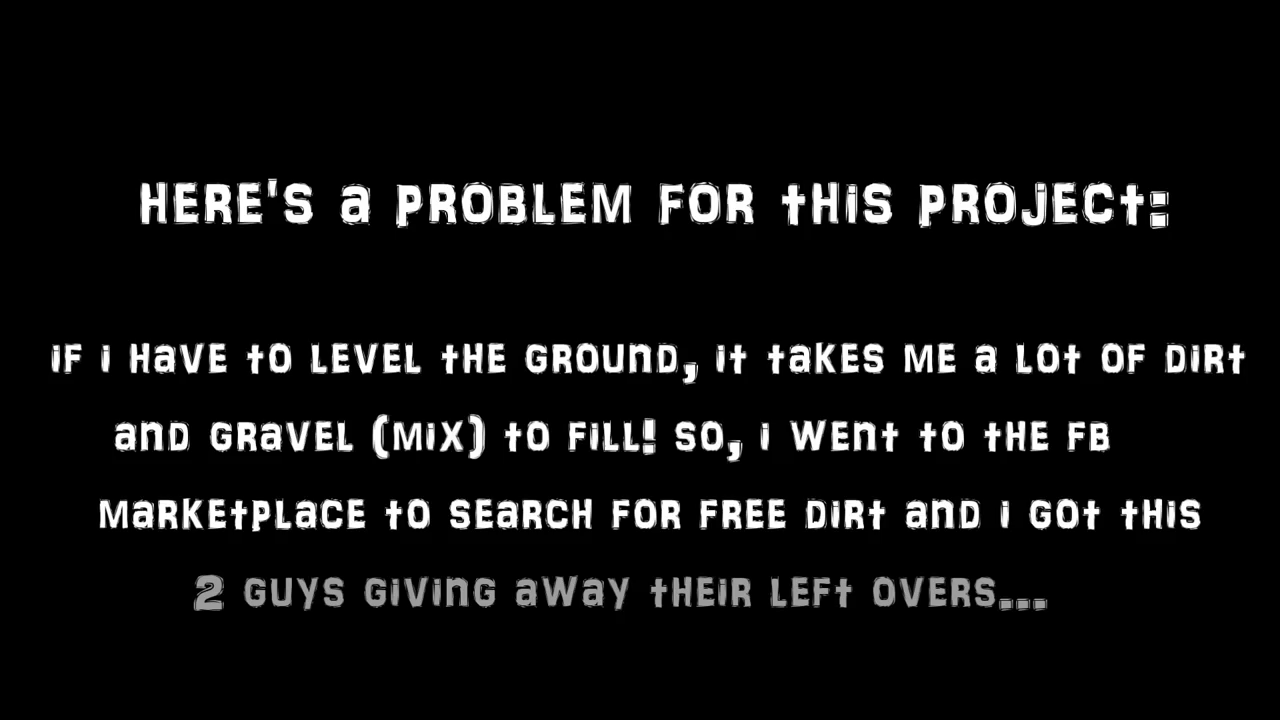 HERE'S a PROBLEM FOR tHiS PROJECt:
iF i HaVE tO LEVEL tHE GROUnD, it taKES ME a LOt OF DiRt
anD GRaVEL (MiX) tO FiLL! SO, i WEnt tO tHE FB
MaRKEtPLaCE tO SEaRCH FOR FREE DiRt anD i GOt tHiS
2 GUYS GiViNG aWaY tHEiR LEFt OVERS...